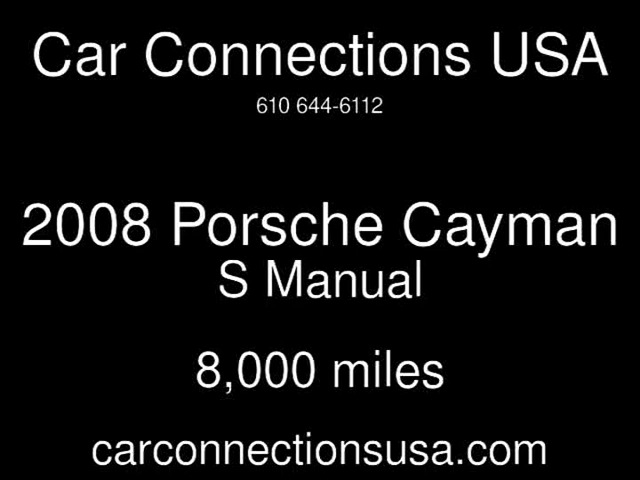 Car Connections USA
610 644-6112
2008 Porsche Cayman
S Manual
8,000 miles
carconnectionsusa.com